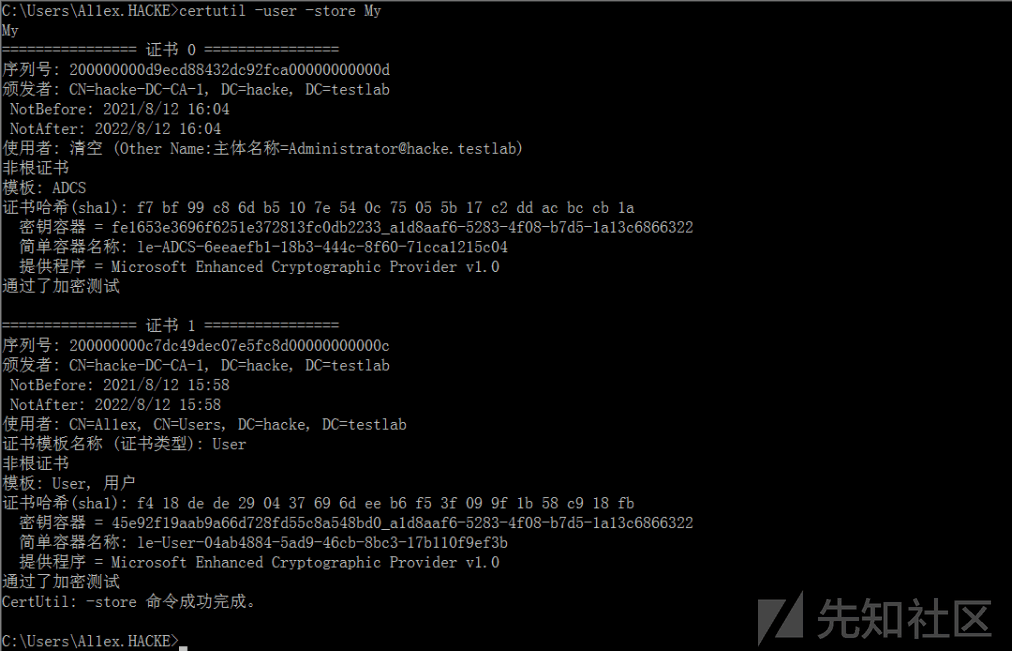 C:\Users\Allex.HACKE>certutil -user -store My
My
================ 证书 0 ================
序列号: 200000000d9ecd88432dc92fca00000000000d
颁发者: CN=hacke-DC-CA-1, DC=hacke, DC=testlab
NotBefore: 2021/8/12 16:04
NotAfter: 2022/8/12 16:04
使用者: 清空 (Other Name:主体名称=Administrator@hacke.testlab)
非根证书
模板: ADCS
证书哈希(sha1): f7 bf 99 c8 6d b5 10 7e 54 0c 75 05 5b 17 c2 dd ac bc cb 1a
密钥容器 = fe1653e3696f6251e372813fc0db2233_a1d8aaf6-5283-4f08-b7d5-1a13c6866322
简单容器名称: le-ADCS-6eeaefb1-18b3-444c-8f60-71cca1215c04
提供程序 = Microsoft Enhanced Cryptographic Provider v1.0
通过了加密测试
================ 证书 1 ================
序列号: 200000000c7dc49dec07e5fc8d00000000000c
颁发者: CN=hacke-DC-CA-1, DC=hacke, DC=testlab
NotBefore: 2021/8/12 15:58
NotAfter: 2022/8/12 15:58
使用者: CN=Allex, CN=Users, DC=hacke, DC=testlab
证书模板名称 (证书类型): User
非根证书
模板: User, 用户
证书哈希(sha1): f4 18 de de 29 04 37 69 6d ee b6 f5 3f 09 9f 1b 58 c9 18 fb
密钥容器 = 45e92f19aab9a66d728fd55c8a548bd0_a1d8aaf6-5283-4f08-b7d5-1a13c6866322
简单容器名称: le-User-04ab4884-5ad9-46cb-8bc3-17b110f9ef3b
提供程序 = Microsoft Enhanced Cryptographic Provider v1.0
通过了加密测试
CertUtil: -store 命令成功完成。
C:\Users\Allex.HACKE>
先知社区